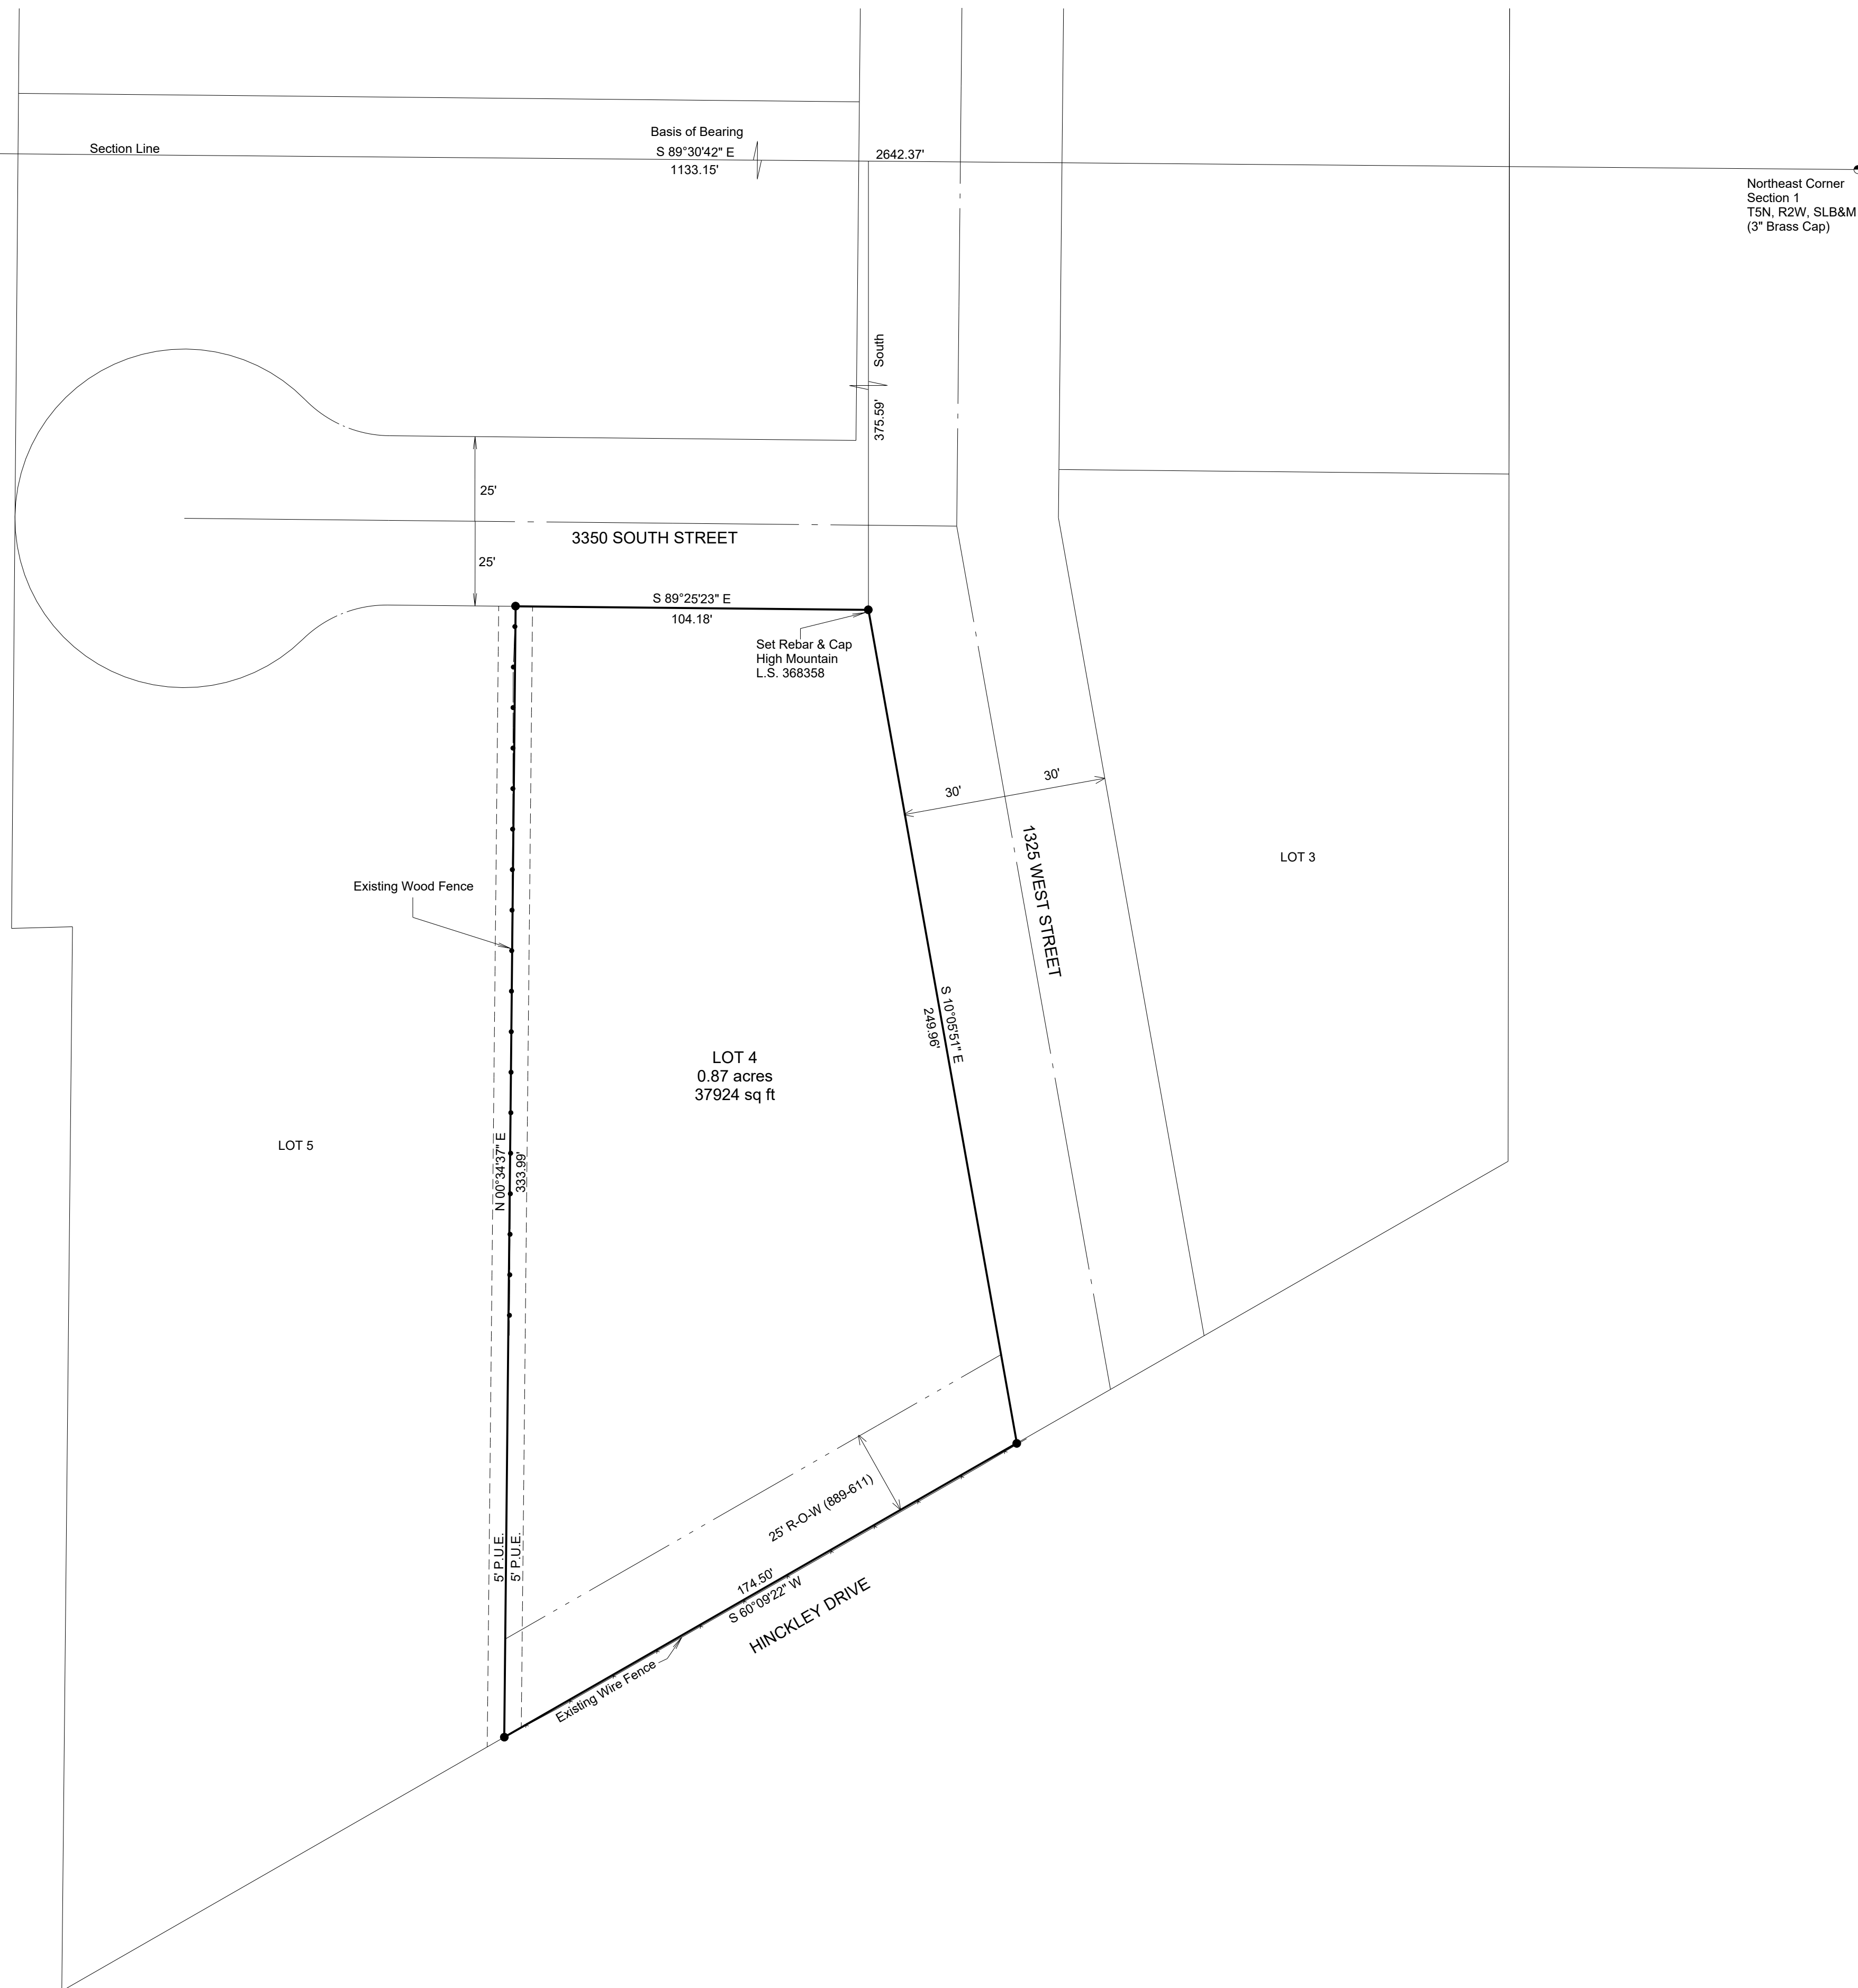 Basis of Bearing
Section Line
S 89°30'42" E
1133.15'
2642.37'
Northeast Corner
Section 1
T5N, R2W, SLB&M
(3" Brass Cap)
South
375.59'
25'
3350 SOUTH STREET
25'
S 89°25'23" E
104.18'
Set Rebar & Cap
High Mountain
L.S. 368358
30'
30'
1325 WEST STREET
LOT 3
Existing Wood Fence
S 10°05'51" E
249.96'
LOT 4
0.87 acres
37924 sq ft
LOT 5
N 00°34'37" E
333.99'
25' R-O-W (889-611)
5' P.U.E.
5' P.U.E.
174.50'
S 60°09'22" W
HINCKLEY DRIVE
Existing Wire Fence